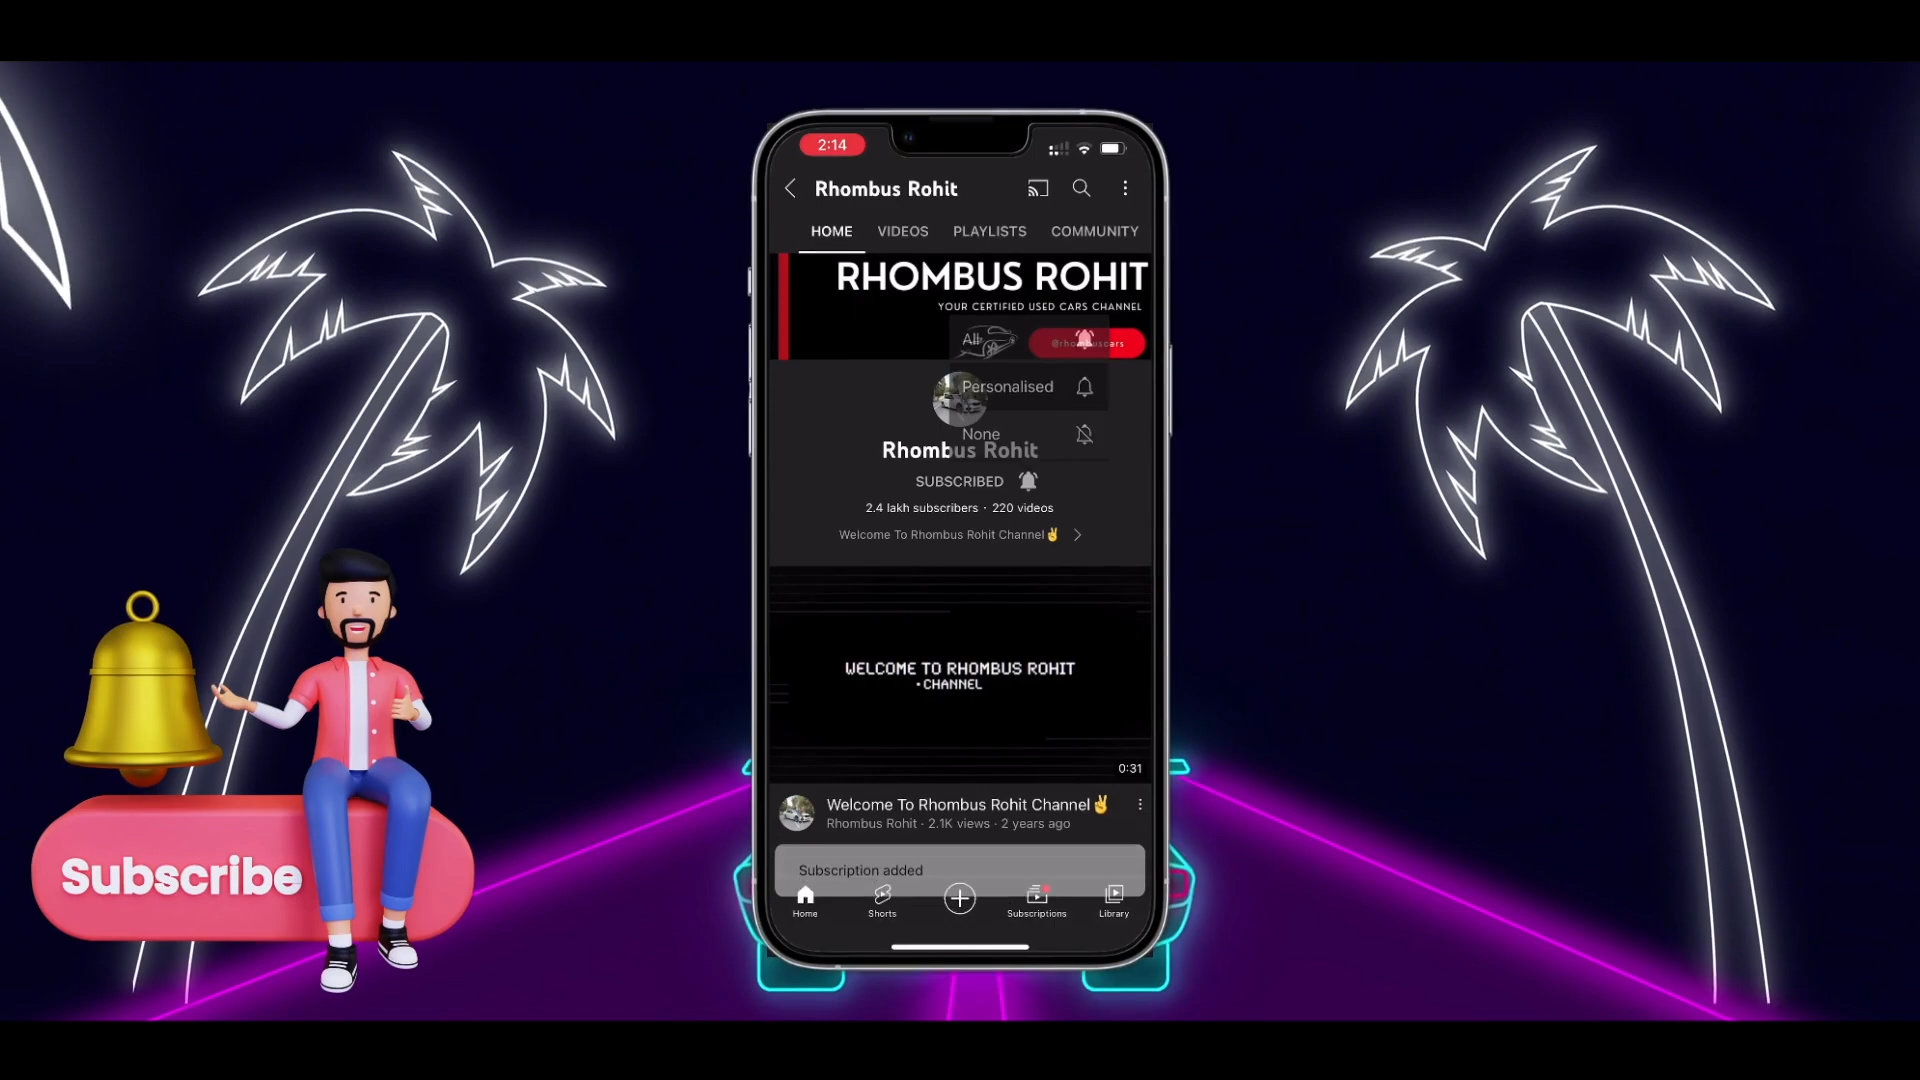 2:14
Rhombus Rohit
HOME VIDEOS PLAYLISTS COMMUNITY
RHOMBUS ROHIT
YOUR CERTIFIED USED CARS CHANNEL
All
@rhombuscars
Personalised
None
Rhombus Rohit
SUBSCRIBED
2.4 lakh subscribers · 220 videos
Welcome To Rhombus Rohit Channel✌️
WELCOME TO RHOMBUS ROHIT
•CHANNEL
0:31
Welcome To Rhombus Rohit Channel✌️
Rhombus Rohit · 2.1K views · 2 years ago
Subscription added
Home Shorts Subscriptions Library
Subscribe